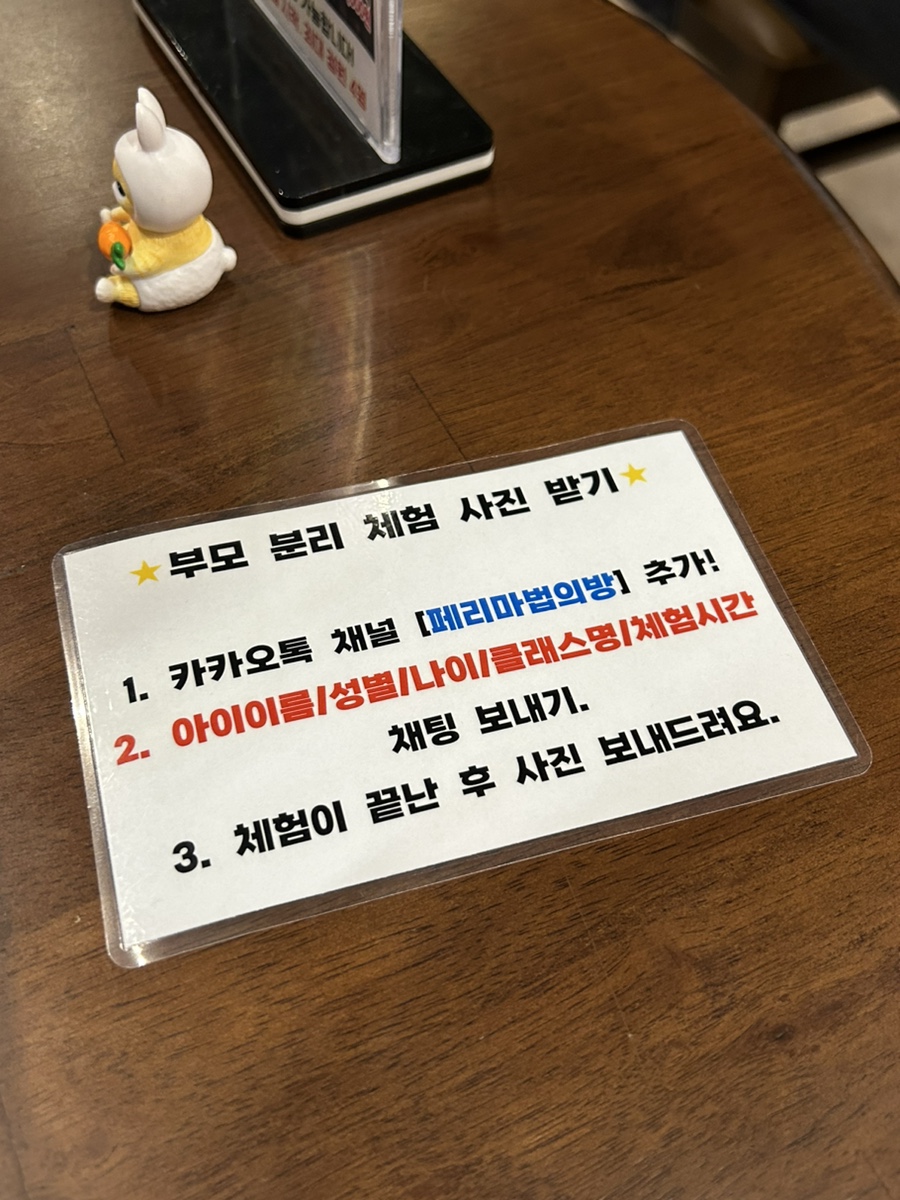 ★부모 분리 체험 사진 받기★
1. 카카오톡 채널 [페리마법의방] 추가!
2. 아이이름/성별/나이/클래스명/체험시간
채팅 보내기.
3. 체험이 끝난 후 사진 보내드려요.